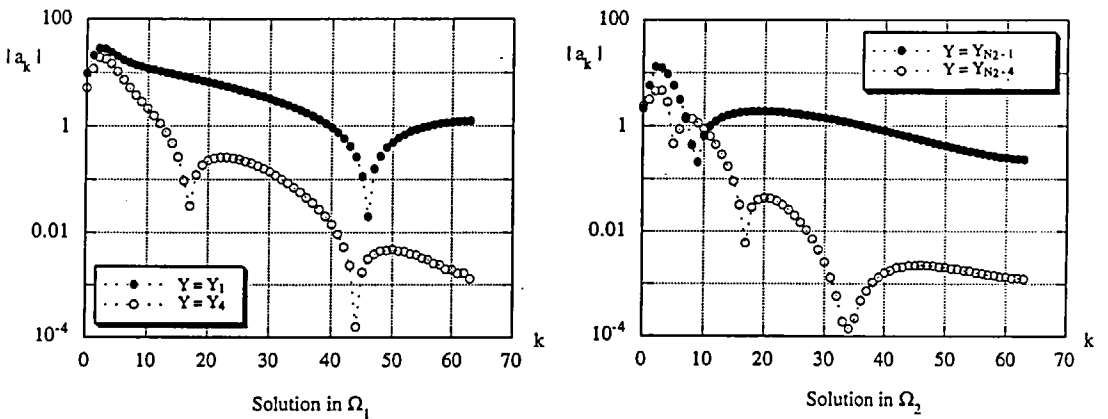 100
| a_k |
1
0.01
10^-4
Y = Y_1
Y = Y_4
0 10 20 30 40 50 60 70 k
Solution in Ω_1
100
| a_k |
1
0.01
10^-4
Y = Y_N2-1
Y = Y_N2-4
0 10 20 30 40 50 60 70 k
Solution in Ω_2